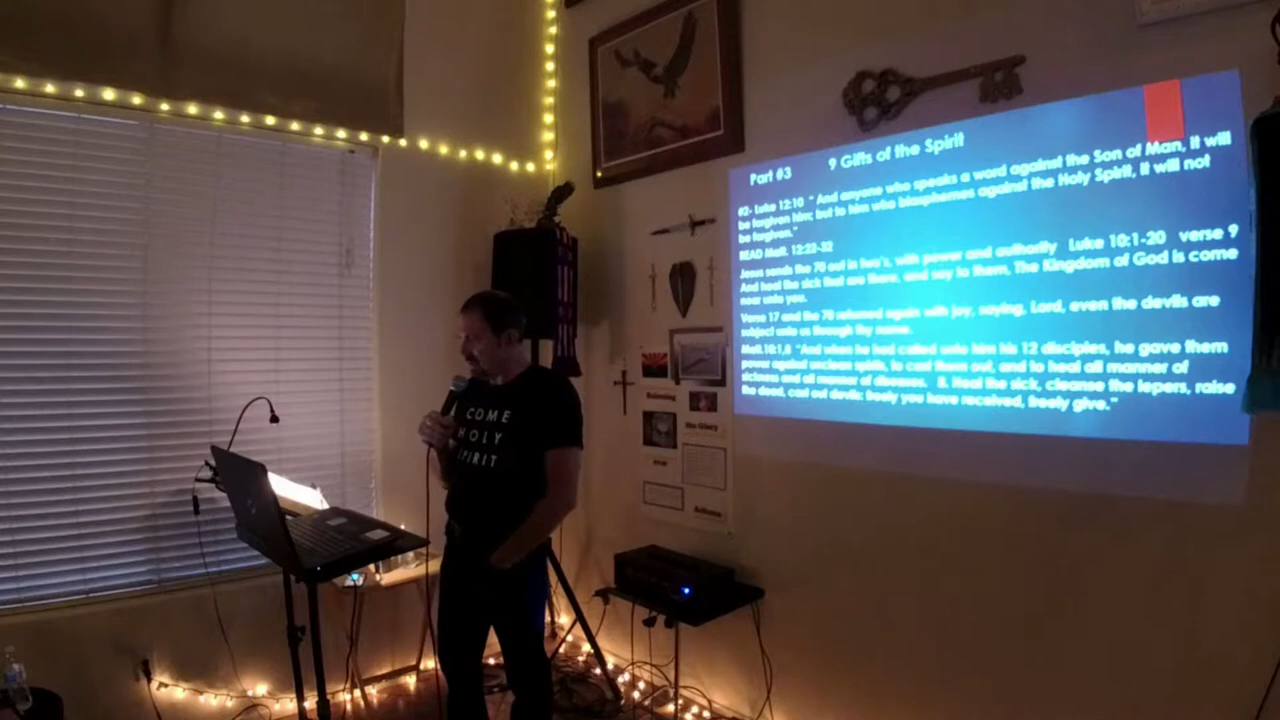 Part #3 9 Gifts of the Spirit
#2- Luke 12:10 " And anyone who speaks a word against the Son of Man, it will
be forgiven him; but to him who blasphemes against the Holy Spirit, it will not
be forgiven."
READ Matt. 12:22-32
Jesus sends the 70 out in two's, with power and authority Luke 10:1-20 verse 9
And heal the sick that are there, and say to them, The Kingdom of God is come
near unto you.
Verse 17 and the 70 returned again with joy, saying, Lord, even the devils are
subject unto us through thy name.
Matt.10:1,8 "And when he had called unto him his 12 disciples, he gave them
power against unclean spirits, to cast them out, and to heal all manner of
sickness and all manner of diseases. 8. Heal the sick, cleanse the lepers, raise
the dead, cast out devils: freely you have received, freely give."
COME
HOLY
SPIRIT
Releasing
the Glory
over
Arizona